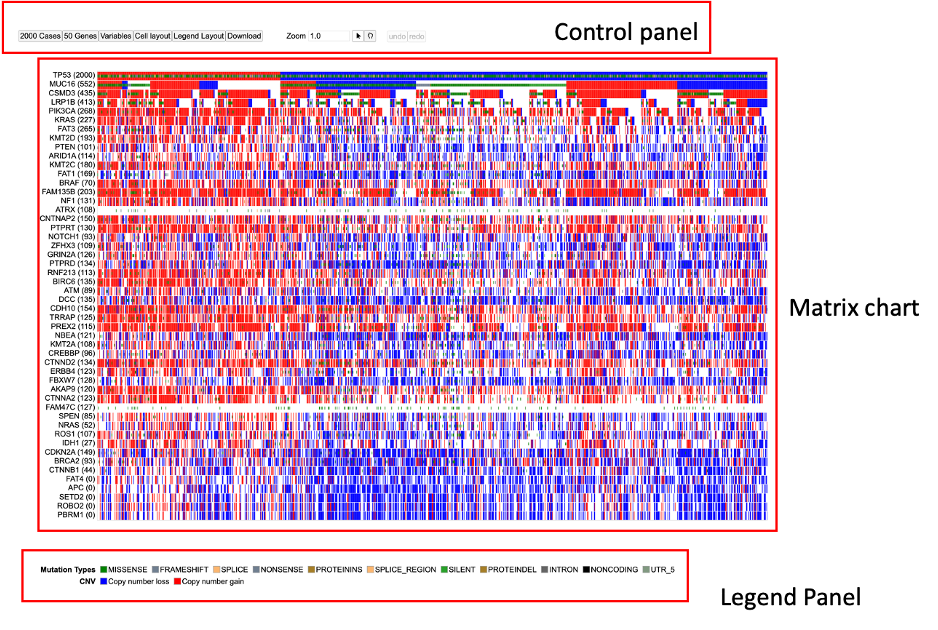 2000 Cases 50 Genes Variables Cell layout Legend Layout Download Zoom 1.0 undo redo
Control panel
TP53 (2000)
MUC16 (552)
CSMD3 (435)
LRP1B (413)
PIK3CA (268)
KRAS (227)
FAT3 (265)
KMT2D (193)
PTEN (101)
ARID1A (114)
KMT2C (180)
FAT1 (169)
BRAF (70)
FAM135B (203)
NF1 (131)
ATRX (108)
CNTNAP2 (150)
PTPRT (130)
NOTCH1 (93)
ZFHX3 (109)
GRIN2A (126)
PTPRD (134)
RNF213 (113)
BIRC6 (135)
ATM (89)
DCC (135)
CDH10 (154)
TRRAP (125)
PREX2 (115)
NBEA (121)
KMT2A (108)
CREBBP (96)
CTNND2 (134)
ERBB4 (123)
FBXW7 (128)
AKAP9 (120)
CTNNA2 (123)
FAM47C (127)
SPEN (85)
NRAS (52)
ROS1 (107)
IDH1 (27)
CDKN2A (149)
BRCA2 (93)
CTNNB1 (44)
FAT4 (0)
APC (0)
SETD2 (0)
ROBO2 (0)
PBRM1 (0)
Matrix chart
Mutation Types MISSENSE FRAMESHIFT SPLICE NONSENSE PROTEININS SPLICE_REGION SILENT PROTEINDEL INTRON NONCODING UTR_5
CNV Copy number loss Copy number gain
Legend Panel